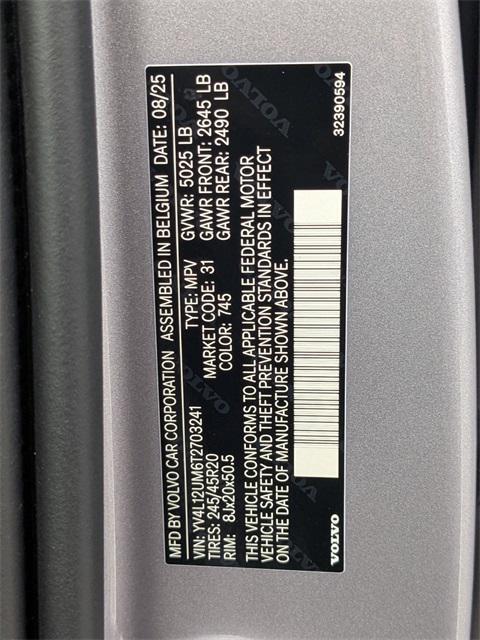 MFD BY VOLVO CAR CORPORATION ASSEMBLED IN BELGIUM DATE: 08/25
VIN: YV4L12UM6T2703241 TYPE: MPV GVWR: 5025 LB
TIRES: 245/45R20 MARKET CODE: 31 GAWR FRONT: 2645 LB
RIM: 8Jx20x50.5 COLOR: 745 GAWR REAR: 2490 LB
THIS VEHICLE CONFORMS TO ALL APPLICABLE FEDERAL MOTOR
VEHICLE SAFETY AND THEFT PREVENTION STANDARDS IN EFFECT
ON THE DATE OF MANUFACTURE SHOWN ABOVE.
VOLVO 32390594